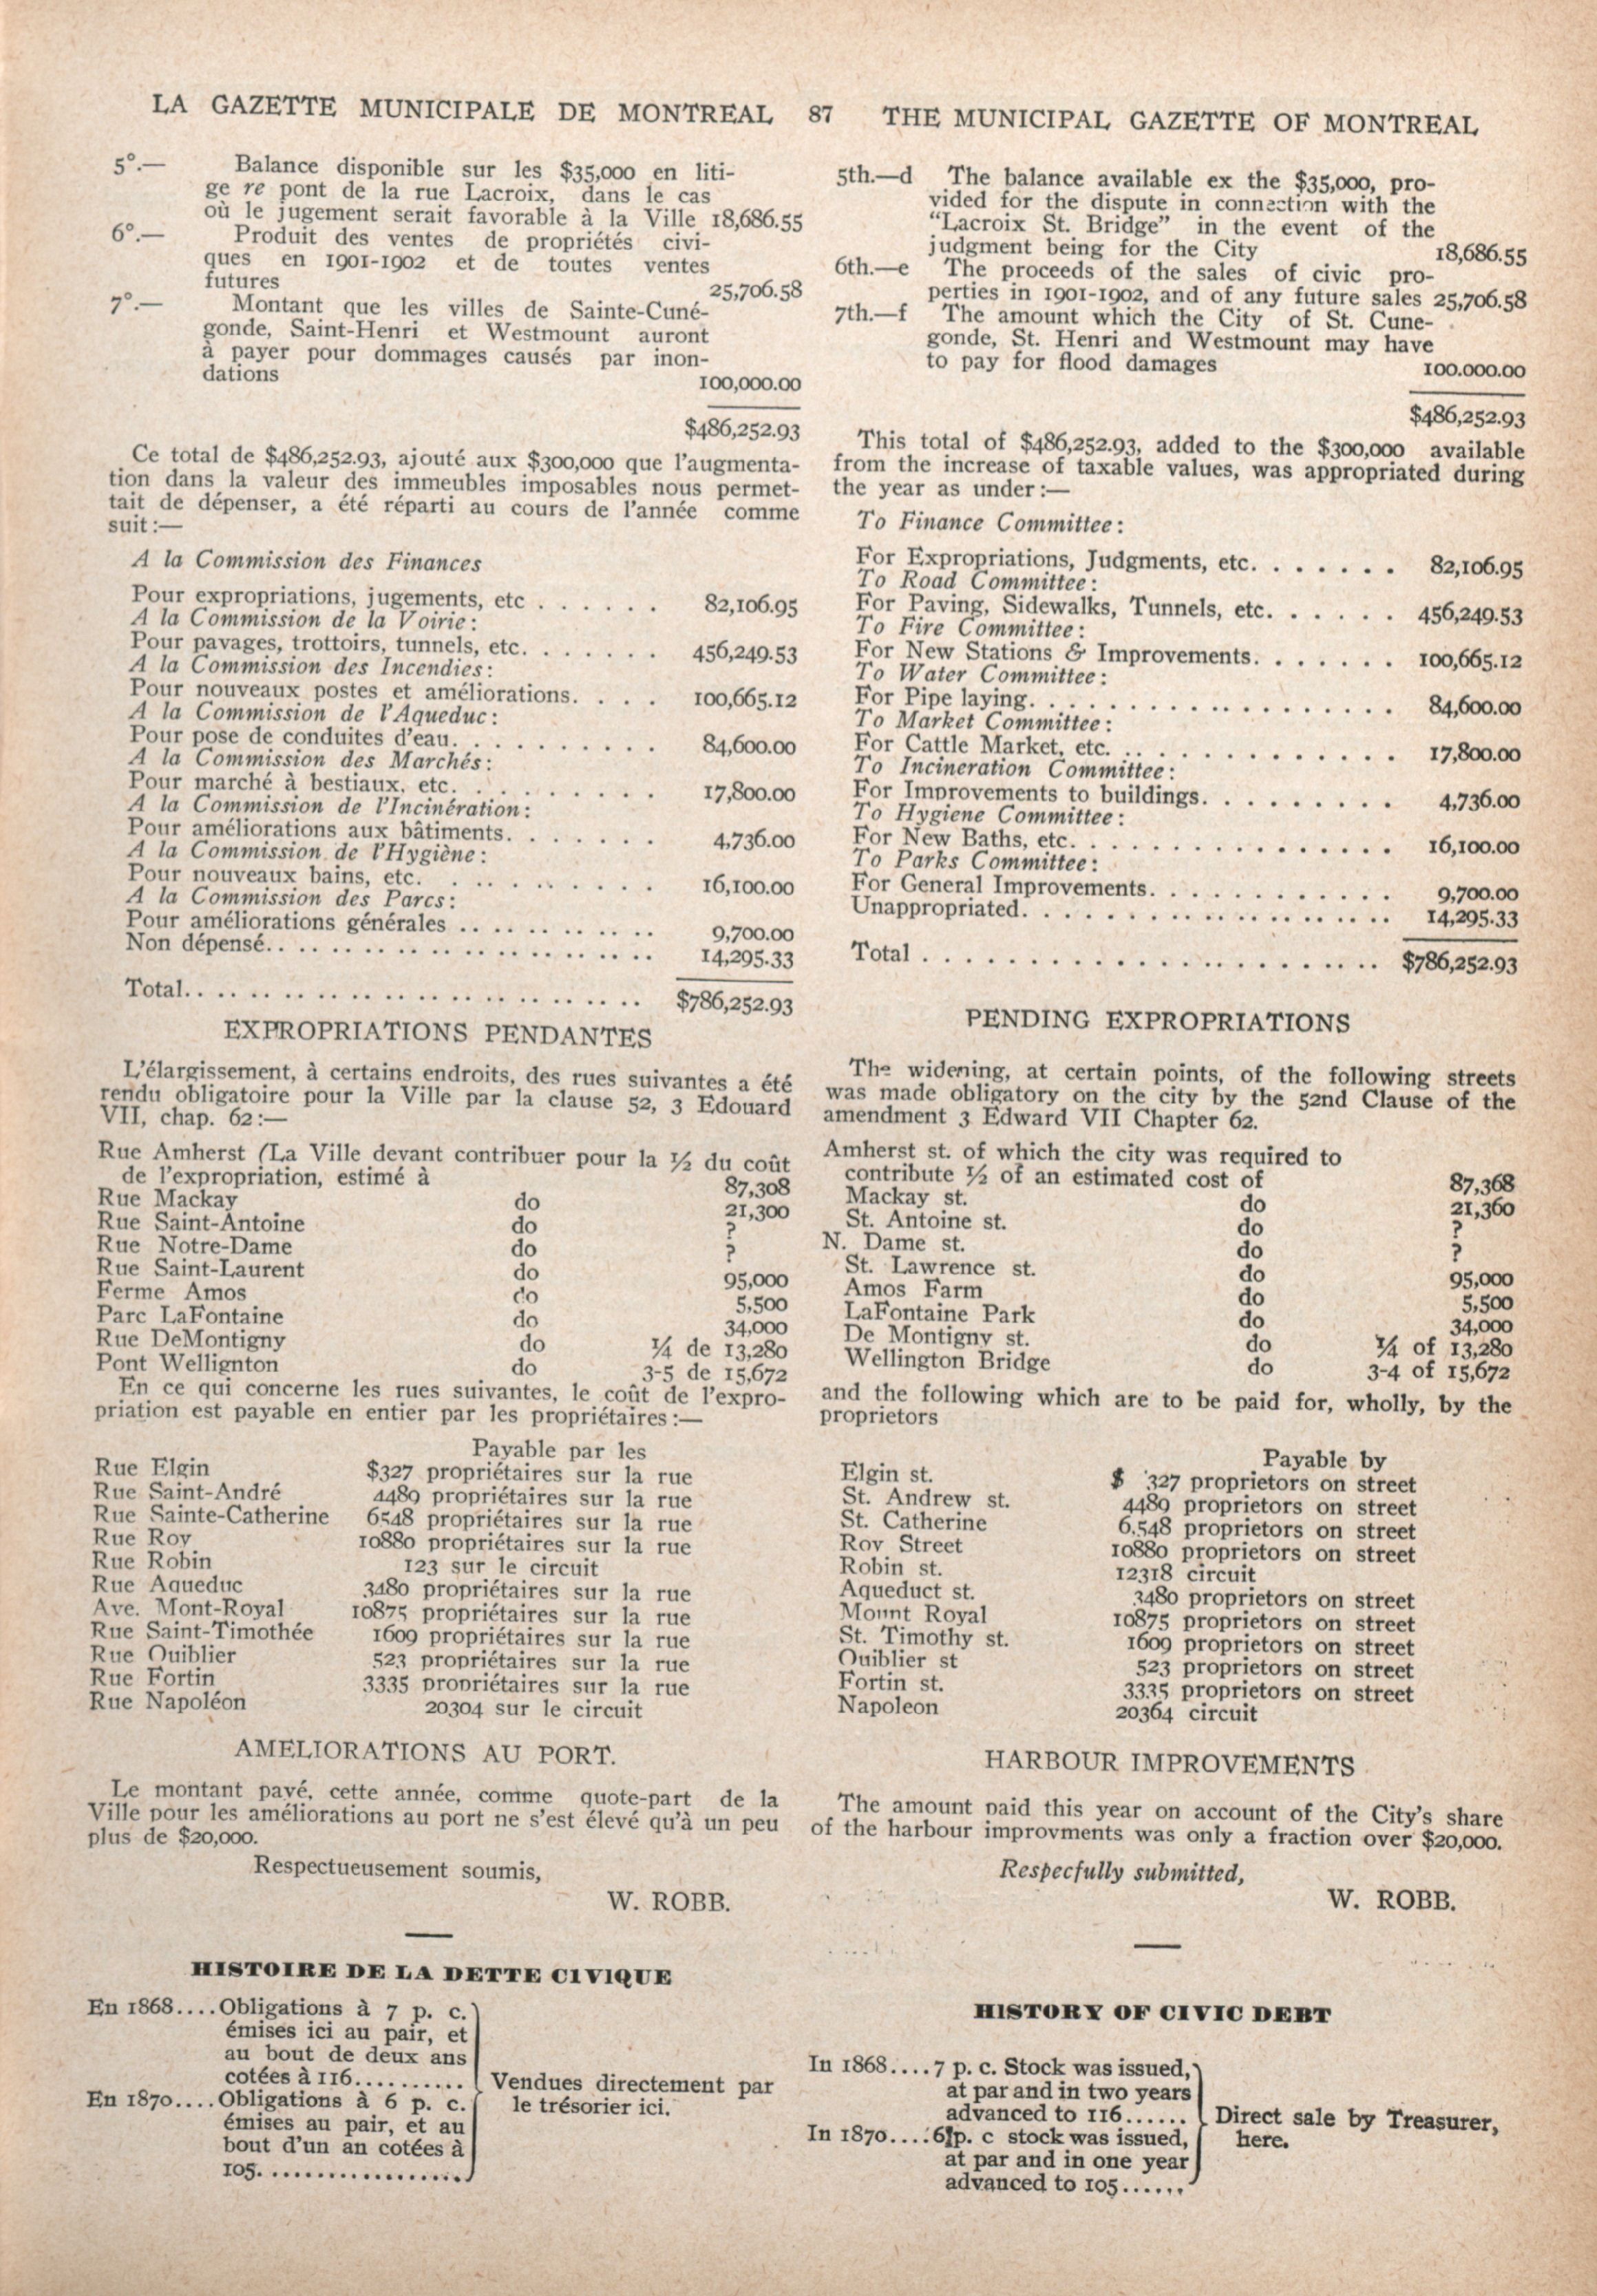 LA GAZETTE MUNICIPALE DE MONTREAL 87 THE MUNICIPAL GAZETTE OF MONTREAL
5°.— Balance disponible sur les $35,000 en liti-
ge re pont de la rue Lacroix, dans le cas
où le jugement serait favorable à la Ville 18,686.55
6°.— Produit des ventes de propriétés civi-
ques en 1901-1902 et de toutes ventes
futures 25,706.58
7°.— Montant que les villes de Sainte-Cuné-
gonde, Saint-Henri et Westmount auront
à payer pour dommages causés par inon-
dations 100,000.00
$486,252.93
Ce total de $486,252.93, ajouté aux $300,000 que l'augmenta-
tion dans la valeur des immeubles imposables nous permet-
tait de dépenser, a été réparti au cours de l'année comme
suit :—
A la Commission des Finances
Pour expropriations, jugements, etc . . . . . . 82,106.95
A la Commission de la Voirie :
Pour pavages, trottoirs, tunnels, etc. . . . . . . 456,249.53
A la Commission des Incendies :
Pour nouveaux postes et améliorations. . . . . 100,665.12
A la Commission de l'Aqueduc :
Pour pose de conduites d'eau. . . . . . . . . . 84,600.00
A la Commission des Marchés :
Pour marché à bestiaux, etc. . . . . . . . . . 17,800.00
A la Commission de l'Incinération :
Pour améliorations aux bâtiments. . . . . . . . 4,736.00
A la Commission de l'Hygiène :
Pour nouveaux bains, etc. . . . . . . . . . . 16,100.00
A la Commission des Parcs :
Pour améliorations générales . . . . . . . . . . . 9,700.00
Non dépensé. . . . . . . . . . . . . . . . . . . . 14,295.33
Total. . . . . . . . . . . . . . . . . . . . . . . . $786,252.93
EXPROPRIATIONS PENDANTES
L'élargissement, à certains endroits, des rues suivantes a été
rendu obligatoire pour la Ville par la clause 52, 3 Edouard
VII, chap. 62 :—
Rue Amherst (La Ville devant contribuer pour la ½ du coût
de l'expropriation, estimé à 87,308
Rue Mackay do 21,300
Rue Saint-Antoine do ?
Rue Notre-Dame do ?
Rue Saint-Laurent do 95,000
Ferme Amos do 5,500
Parc LaFontaine do 34,000
Rue DeMontigny do ¼ de 13,280
Pont Wellignton do 3-5 de 15,672
En ce qui concerne les rues suivantes, le coût de l'expro-
priation est payable en entier par les propriétaires :—
Payable par les
Rue Elgin $327 propriétaires sur la rue
Rue Saint-André 4489 propriétaires sur la rue
Rue Sainte-Catherine 6548 propriétaires sur la rue
Rue Roy 10880 propriétaires sur la rue
Rue Robin 123 sur le circuit
Rue Aqueduc 3480 propriétaires sur la rue
Ave. Mont-Royal 10875 propriétaires sur la rue
Rue Saint-Timothée 1609 propriétaires sur la rue
Rue Quiblier 523 propriétaires sur la rue
Rue Fortin 3335 propriétaires sur la rue
Rue Napoléon 20304 sur le circuit
AMELIORATIONS AU PORT.
Le montant payé, cette année, comme quote-part de la
Ville pour les améliorations au port ne s'est élevé qu'à un peu
plus de $20,000.
Respectueusement soumis,
W. ROBB.
HISTOIRE DE LA DETTE CIVIQUE
En 1868....Obligations à 7 p. c.
émises ici au pair, et
au bout de deux ans
cotées à 116..........
Vendues directement par
En 1870....Obligations à 6 p. c.
le trésorier ici.
émises au pair, et au
bout d'un an cotées à
105...................
5th.—d The balance available ex the $35,000, pro-
vided for the dispute in connection with the
"Lacroix St. Bridge" in the event of the
judgment being for the City 18,686.55
6th.—e The proceeds of the sales of civic pro-
perties in 1901-1902, and of any future sales 25,706.58
7th.—f The amount which the City of St. Cune-
gonde, St. Henri and Westmount may have
to pay for flood damages 100.000.00
$486,252.93
This total of $486,252.93, added to the $300,000 available
from the increase of taxable values, was appropriated during
the year as under :—
To Finance Committee :
For Expropriations, Judgments, etc. . . . . . . 82,106.95
To Road Committee :
For Paving, Sidewalks, Tunnels, etc. . . . . . . 456,249.53
To Fire Committee :
For New Stations & Improvements. . . . . . . . 100,665.12
To Water Committee :
For Pipe laying. . . . . . . . . . . . . . . . . 84,600.00
To Market Committee :
For Cattle Market, etc. . . . . . . . . . . . . 17,800.00
To Incineration Committee :
For Improvements to buildings. . . . . . . . . . 4,736.00
To Hygiene Committee :
For New Baths, etc. . . . . . . . . . . . . . . 16,100.00
To Parks Committee :
For General Improvements. . . . . . . . . . . . 9,700.00
Unappropriated. . . . . . . . . . . . . . . . . . 14,295.33
Total . . . . . . . . . . . . . . . . . . . . . . . $786,252.93
PENDING EXPROPRIATIONS
The widening, at certain points, of the following streets
was made obligatory on the city by the 52nd Clause of the
amendment 3 Edward VII Chapter 62.
Amherst st. of which the city was required to
contribute ½ of an estimated cost of 87,368
Mackay st. do 21,360
St. Antoine st. do ?
N. Dame st. do ?
St. Lawrence st. do 95,000
Amos Farm do 5,500
LaFontaine Park do 34,000
De Montigny st. do ¼ of 13,280
Wellington Bridge do 3-4 of 15,672
and the following which are to be paid for, wholly, by the
proprietors
Payable by
Elgin st. $ 327 proprietors on street
St. Andrew st. 4489 proprietors on street
St. Catherine 6,548 proprietors on street
Roy Street 10880 proprietors on street
Robin st. 12318 circuit
Aqueduct st. 3480 proprietors on street
Mount Royal 10875 proprietors on street
St. Timothy st. 1609 proprietors on street
Quiblier st 523 proprietors on street
Fortin st. 3335 proprietors on street
Napoleon 20364 circuit
HARBOUR IMPROVEMENTS
The amount paid this year on account of the City's share
of the harbour improvments was only a fraction over $20,000.
Respecfully submitted,
W. ROBB.
HISTORY OF CIVIC DEBT
In 1868....7 p. c. Stock was issued,
at par and in two years
advanced to 116......
Direct sale by Treasurer,
In 1870....6 p. c stock was issued,
here.
at par and in one year
advanced to 105......